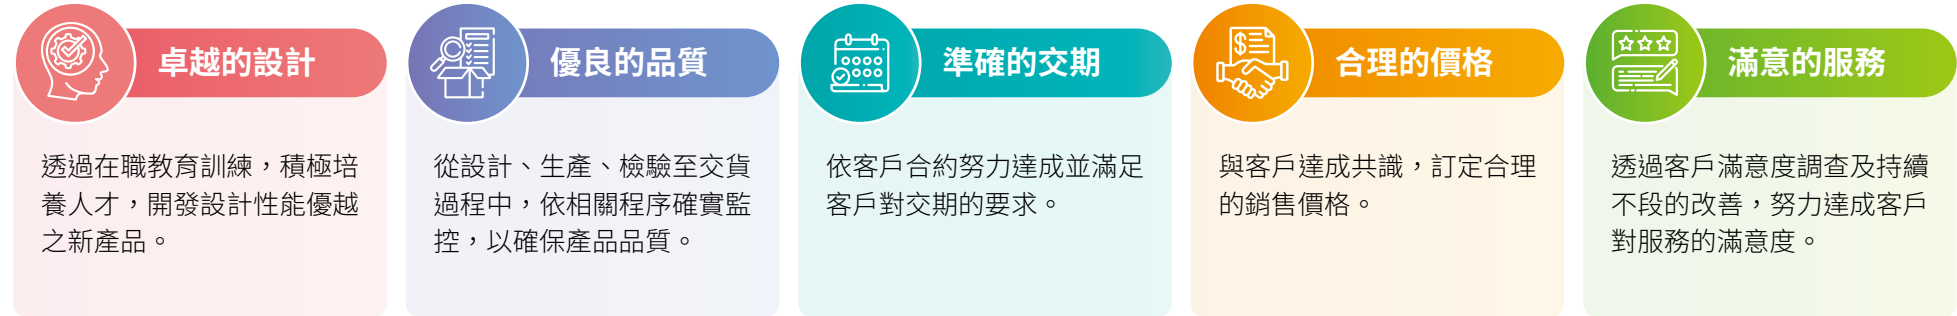 卓越的設計
透過在職教育訓練，積極培
養人才，開發設計性能優越
之新產品。
優良的品質
從設計、生產、檢驗至交貨
過程中，依相關程序確實監
控，以確保產品品質。
準確的交期
依客戶合約努力達成並滿足
客戶對交期的要求。
合理的價格
與客戶達成共識，訂定合理
的銷售價格。
滿意的服務
透過客戶滿意度調查及持續
不段的改善，努力達成客戶
對服務的滿意度。